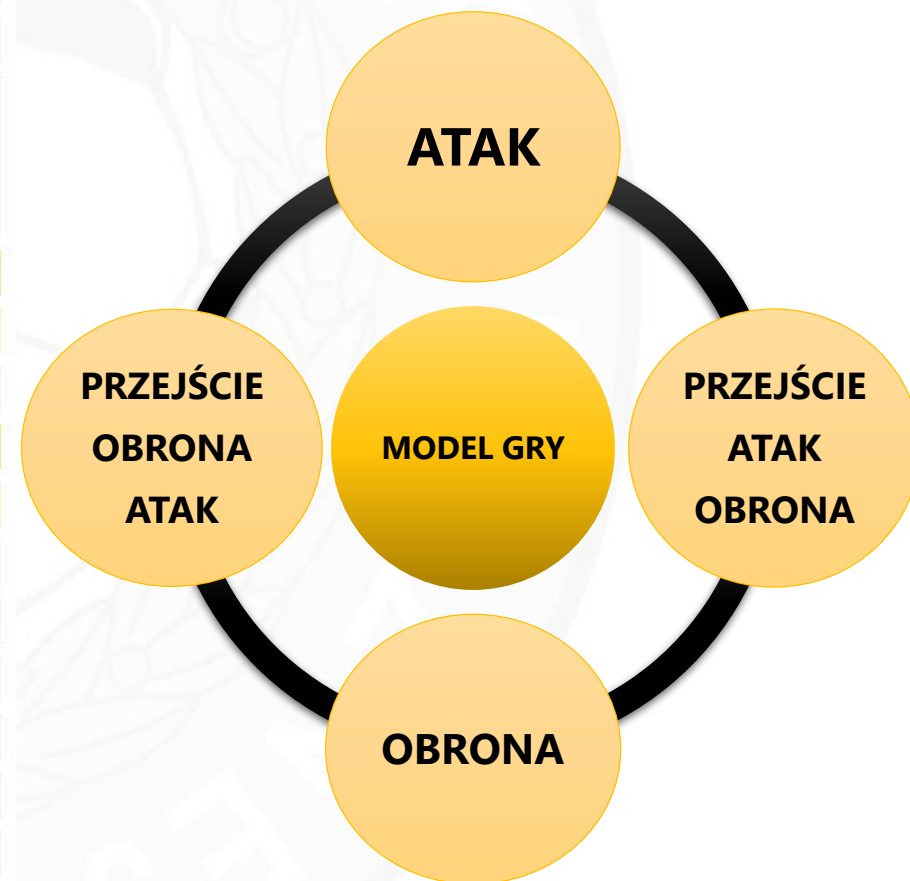 ATAK
PRZEJŚCIE
OBRONA
ATAK
MODEL GRY
PRZEJŚCIE
ATAK
OBRONA
OBRONA